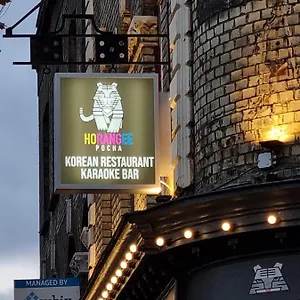 HORANGEE
POCHA
KOREAN RESTAURANT
KARAOKE BAR
MANAGED BY